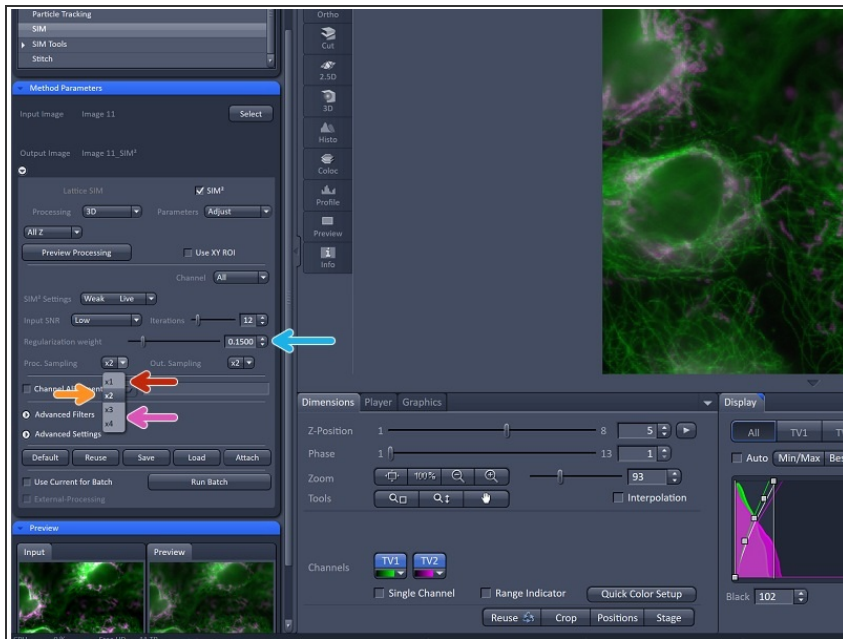 Particle Tracking
SIM
SIM Tools
Stitch
Method Parameters
Input Image Image 11 Select
Output Image Image 11_SIM²
Lattice SIM SIM²
Processing 3D Parameters Adjust
All Z
Preview Processing Use XY ROI
Channel All
SIM² Settings Weak Live
Input SNR Low Iterations 12
Regularization weight 0.1500
Proc. Sampling x2 Out. Sampling x2
x1
x2
x3
x4
Advanced Filters
Advanced Settings
Default Reuse Save Load Attach
Use Current for Batch Run Batch
External-Processing
Preview
Input Preview
Ortho
Cut
2.5D
3D
Histo
Coloc
Profile
Preview
Info
Dimensions Player Graphics
Z-Position 1 8 5
Phase 1 13 1
Zoom 100% 93
Tools Interpolation
Channels TV1 TV2
Single Channel Range Indicator Quick Color Setup
Reuse Crop Positions Stage
Display
All TV1
Auto Min/Max
Black 102